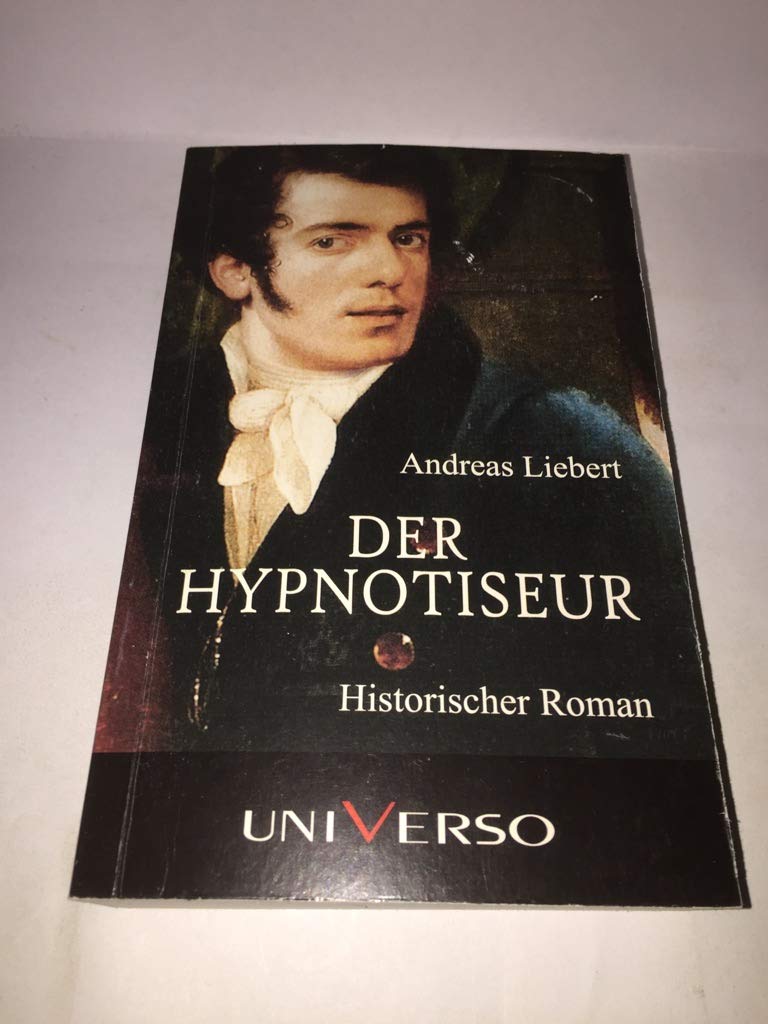 Andreas Liebert
DER
HYPNOTISEUR
Historischer Roman
UNIVERSO